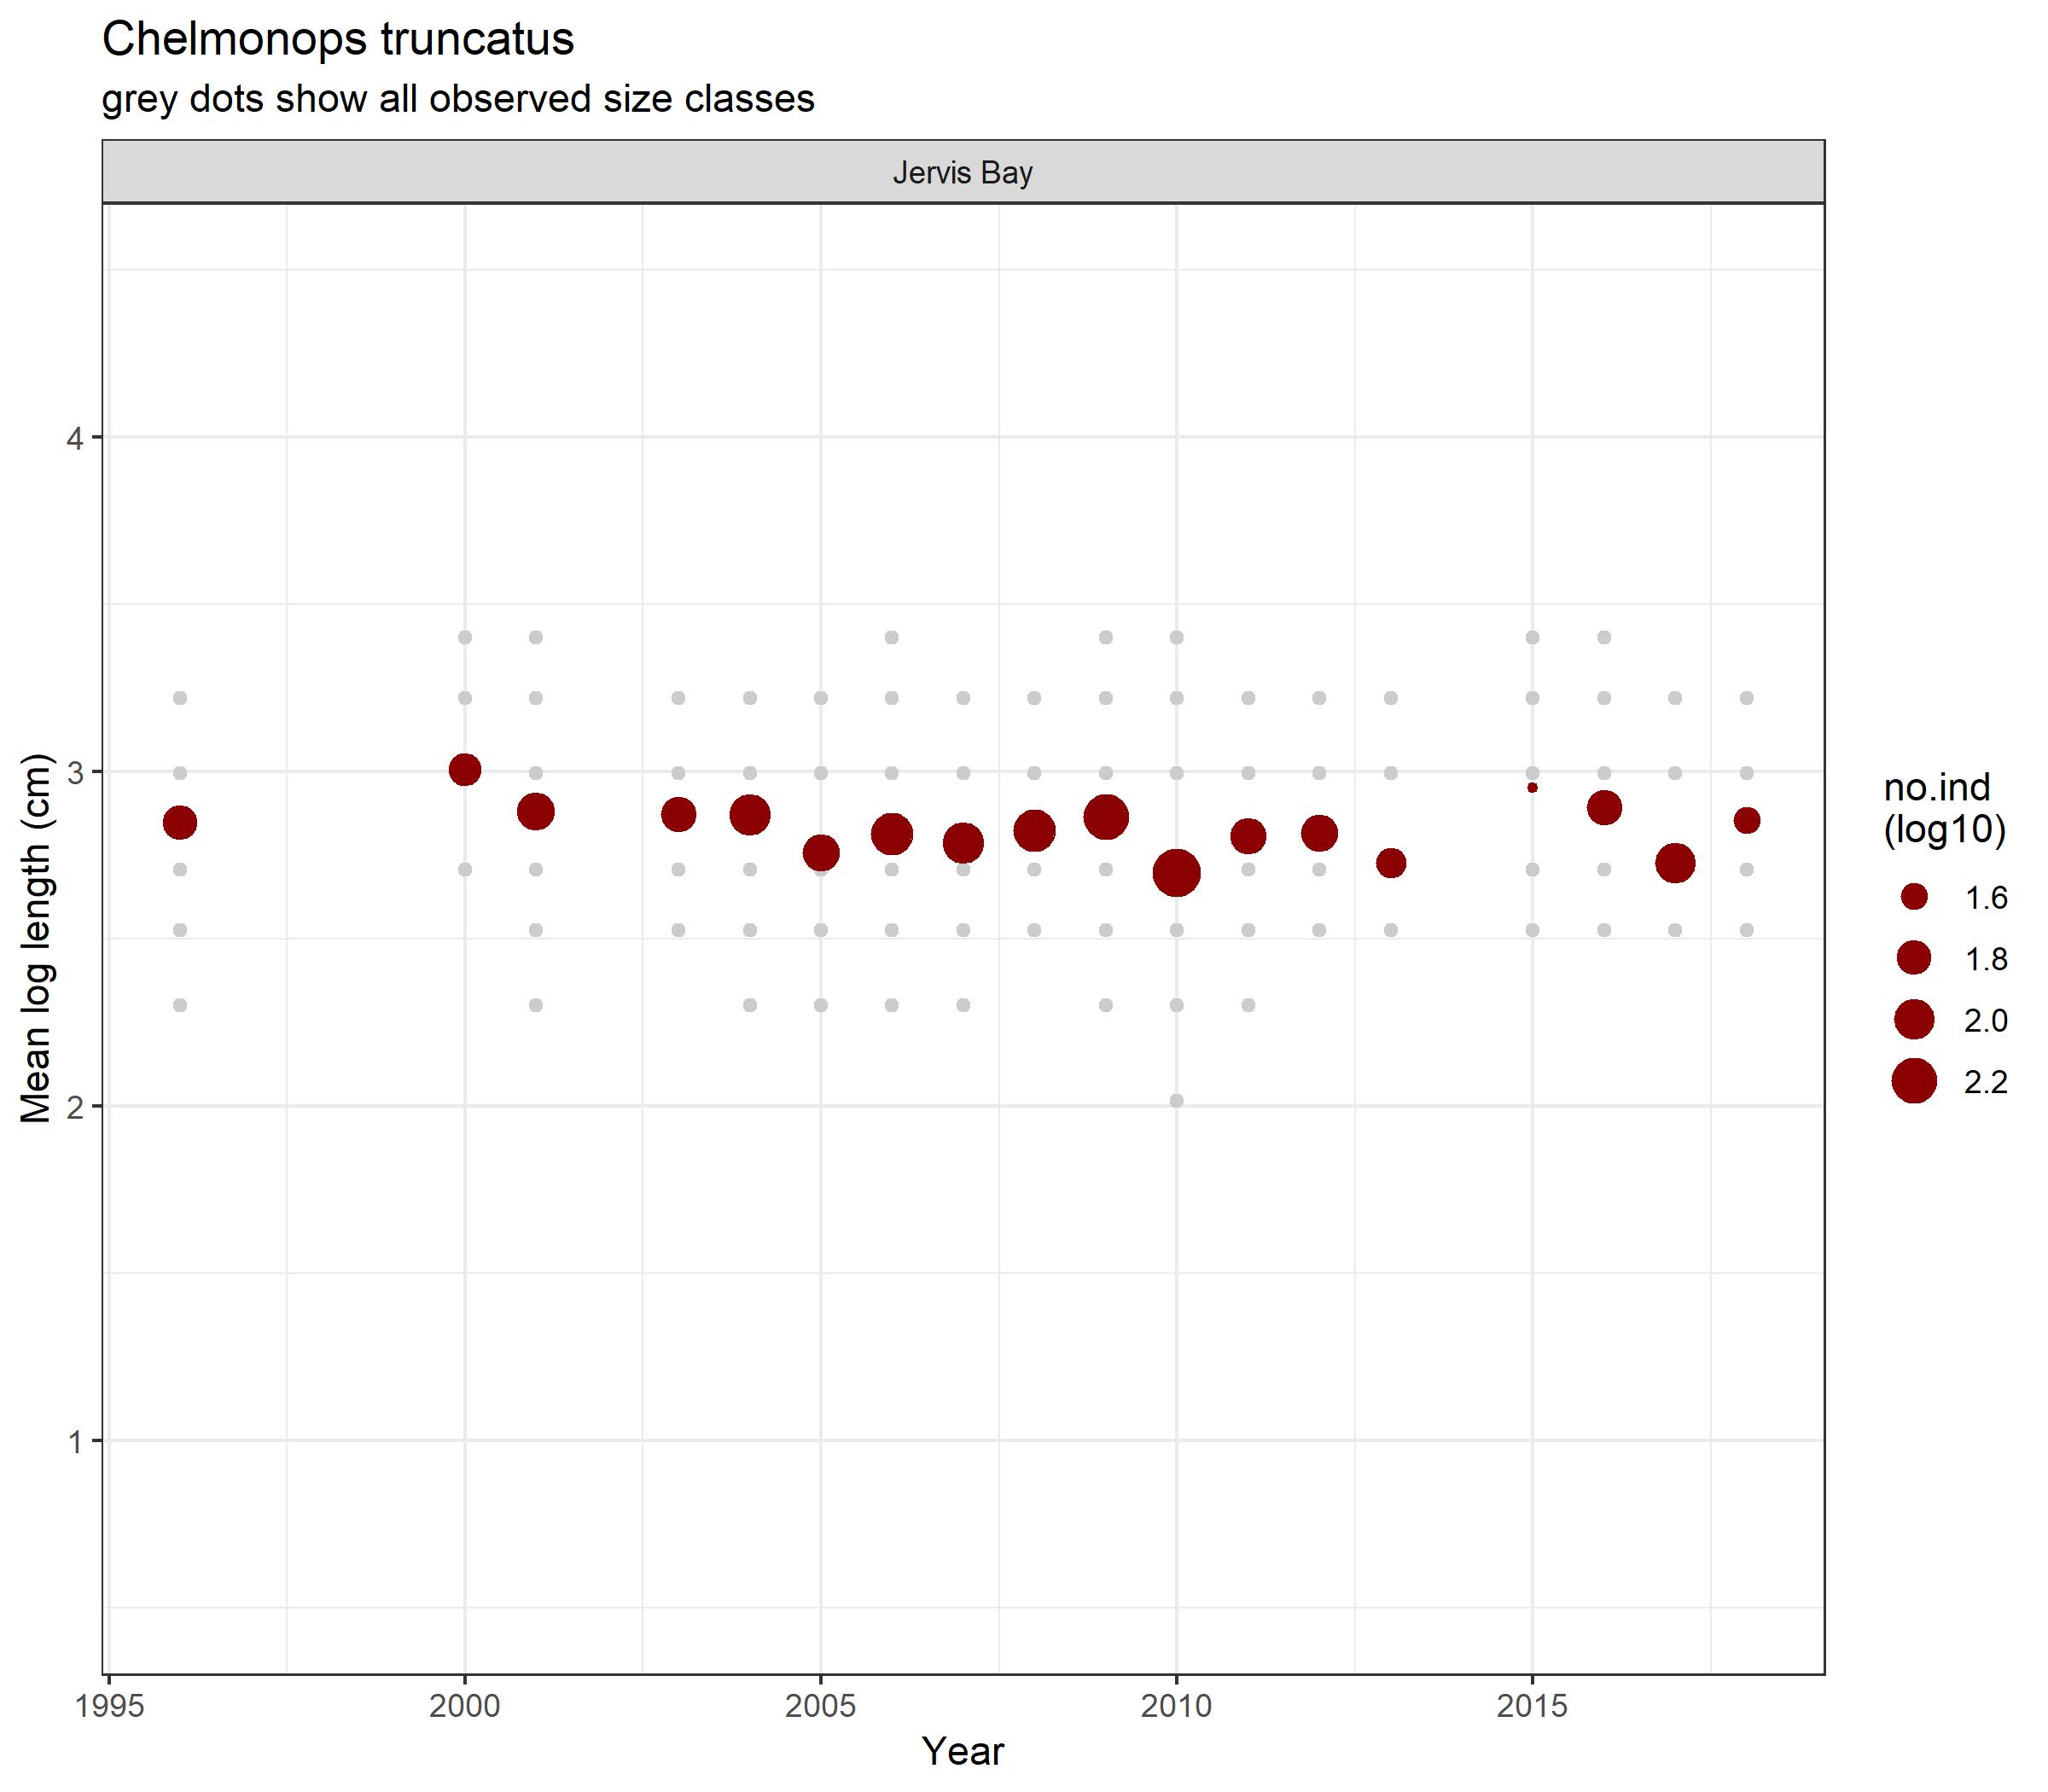 Chelmonops truncatus
grey dots show all observed size classes
Jervis Bay
4
3
2
1
Mean log length (cm)
1995 2000 2005 2010 2015
Year
no.ind
(log10)
1.6
1.8
2.0
2.2